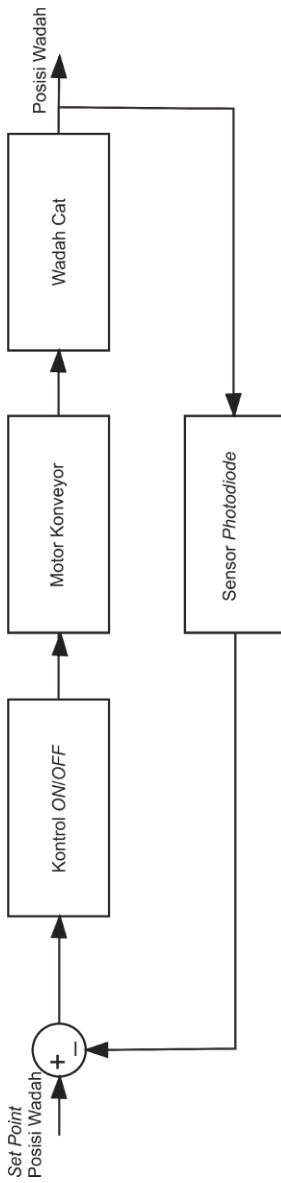 Set Point
Posisi Wadah
+
−
Kontrol ON/OFF
Motor Konveyor
Wadah Cat
Posisi Wadah
Sensor Photodiode